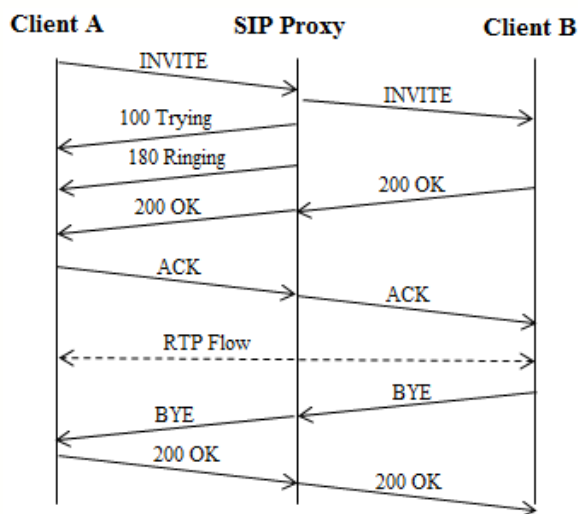 Client A SIP Proxy Client B
INVITE
INVITE
100 Trying
180 Ringing
200 OK
200 OK
ACK
ACK
RTP Flow
BYE
BYE
200 OK
200 OK